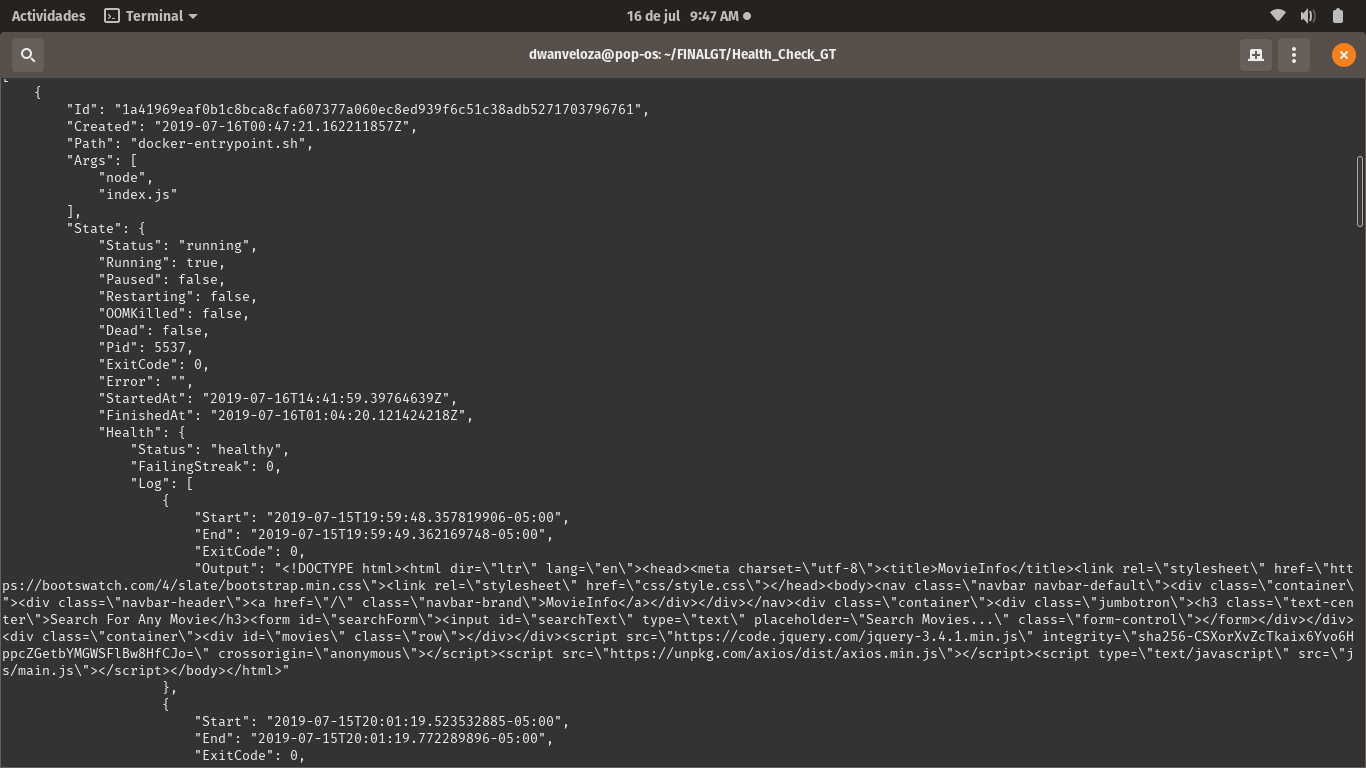 Actividades Terminal 16 de jul 9:47 AM
dwanveloza@pop-os: ~/FINALGT/Health_Check_GT
[
    {
        "Id": "1a41969eaf0b1c8bca8cfa607377a060ec8ed939f6c51c38adb5271703796761",
        "Created": "2019-07-16T00:47:21.162211857Z",
        "Path": "docker-entrypoint.sh",
        "Args": [
            "node",
            "index.js"
        ],
        "State": {
            "Status": "running",
            "Running": true,
            "Paused": false,
            "Restarting": false,
            "OOMKilled": false,
            "Dead": false,
            "Pid": 5537,
            "ExitCode": 0,
            "Error": "",
            "StartedAt": "2019-07-16T14:41:59.39764639Z",
            "FinishedAt": "2019-07-16T01:04:20.121424218Z",
            "Health": {
                "Status": "healthy",
                "FailingStreak": 0,
                "Log": [
                    {
                        "Start": "2019-07-15T19:59:48.357819906-05:00",
                        "End": "2019-07-15T19:59:49.362169748-05:00",
                        "ExitCode": 0,
                        "Output": "<!DOCTYPE html><html dir=\"ltr\" lang=\"en\"><head><meta charset=\"utf-8\"><title>MovieInfo</title><link rel=\"stylesheet\" href=\"htt
ps://bootswatch.com/4/slate/bootstrap.min.css\"><link rel=\"stylesheet\" href=\"css/style.css\"></head><body><nav class=\"navbar navbar-default\"><div class=\"container\
"><div class=\"navbar-header\"><a href=\"/\" class=\"navbar-brand\">MovieInfo</a></div></div></nav><div class=\"container\"><div class=\"jumbotron\"><h3 class=\"text-cen
ter\">Search For Any Movie</h3><form id=\"searchForm\"><input id=\"searchText\" type=\"text\" placeholder=\"Search Movies...\" class=\"form-control\"></form></div></div>
<div class=\"container\"><div id=\"movies\" class=\"row\"></div></div><script src=\"https://code.jquery.com/jquery-3.4.1.min.js\" integrity=\"sha256-CSXorXvZcTkaix6Yvo6H
ppcZGetbYMGWSFlBw8HfCJo=\" crossorigin=\"anonymous\"></script><script src=\"https://unpkg.com/axios/dist/axios.min.js\"></script><script type=\"text/javascript\" src=\"j
s/main.js\"></script></body></html>"
                    },
                    {
                        "Start": "2019-07-15T20:01:19.523532885-05:00",
                        "End": "2019-07-15T20:01:19.772289896-05:00",
                        "ExitCode": 0,